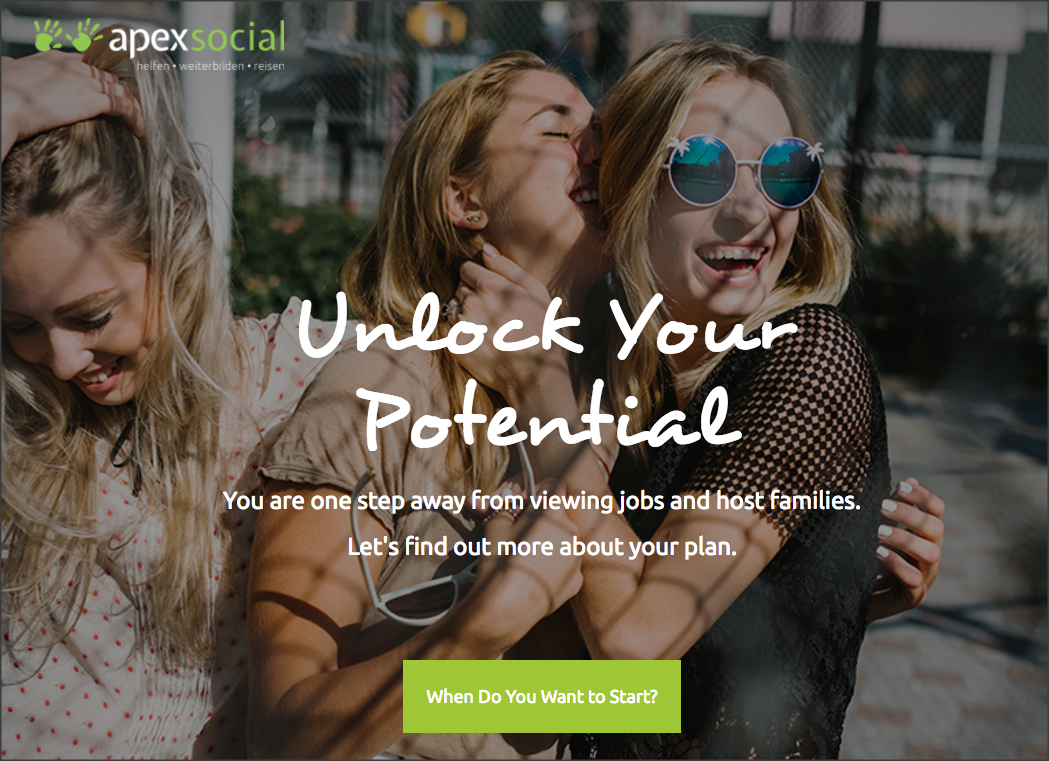 apexsocial
helfen • weiterbilden • reisen
Unlock Your
Potential
You are one step away from viewing jobs and host families.
Let's find out more about your plan.
When Do You Want to Start?